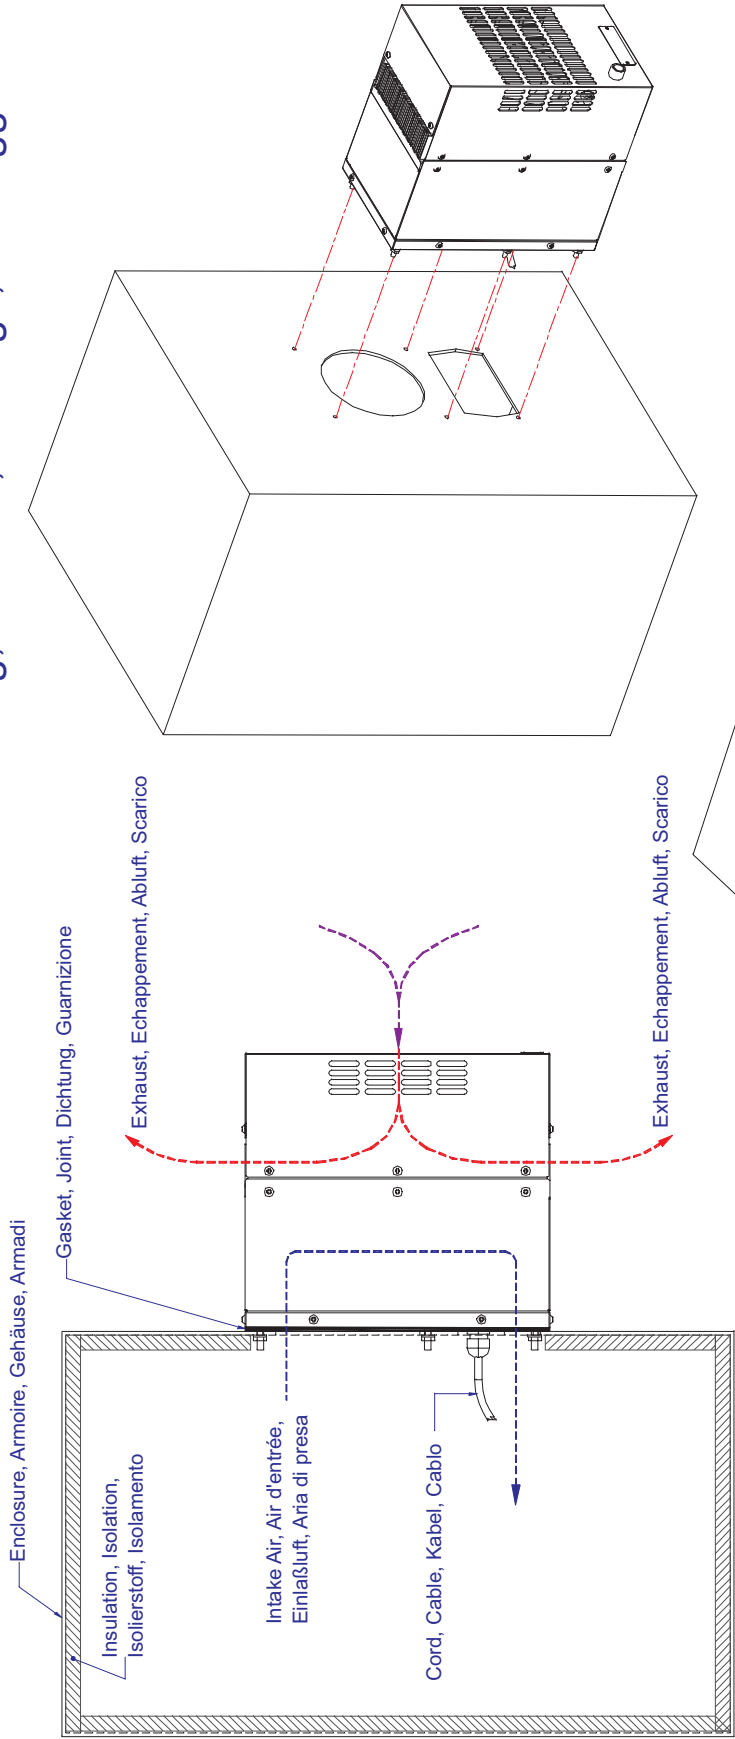 Enclosure, Armoire, Gehäuse, Armadi
Insulation, Isolation,
Isolierstoff, Isolamento
Gasket, Joint, Dichtung, Guarnizione
Exhaust, Echappement, Abluft, Scarico
Intake Air, Air d'entrée,
Einlaßluft, Aria di presa
Cord, Cable, Kabel, Cablo
Exhaust, Echappement, Abluft, Scarico